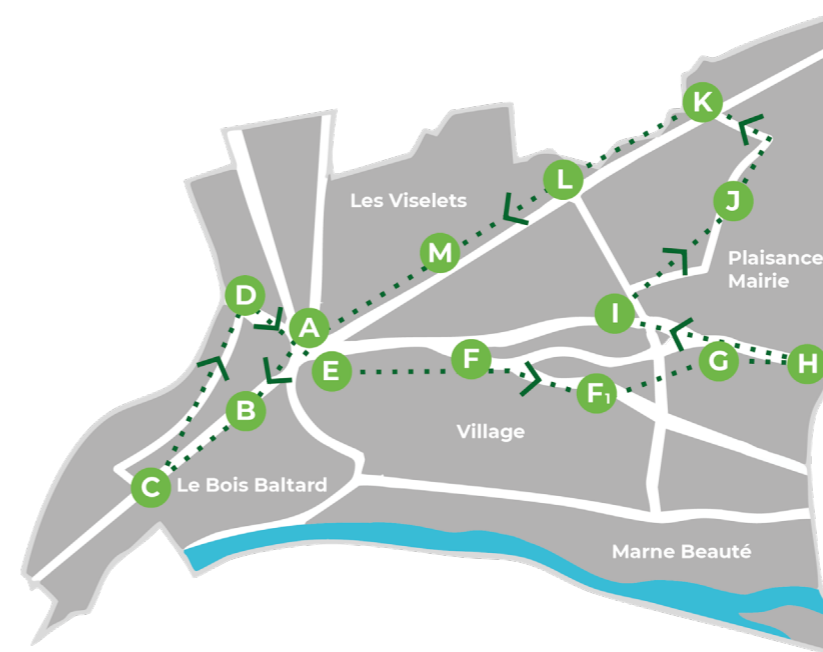 K
L
Les Viselets
J
M
Plaisance
Mairie
D
A
I
E
F
G
H
F1
B
Village
C
Le Bois Baltard
Marne Beauté